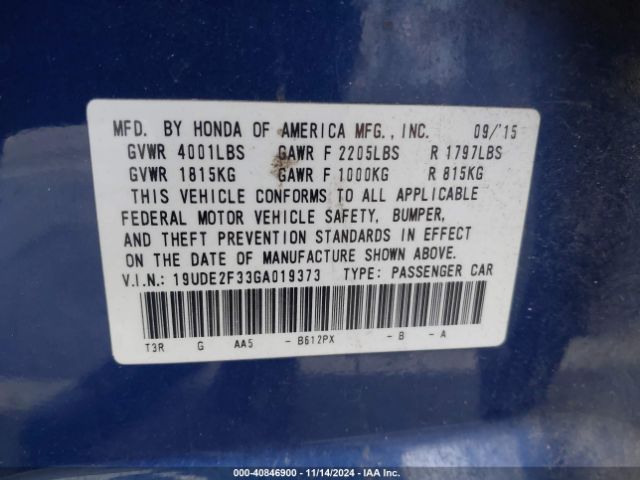 MFD. BY HONDA OF AMERICA MFG., INC. 09/'15
GVWR 4001LBS GAWR F 2205LBS R 1797LBS
GVWR 1815KG GAWR F 1000KG R 815KG
THIS VEHICLE CONFORMS TO ALL APPLICABLE
FEDERAL MOTOR VEHICLE SAFETY, BUMPER,
AND THEFT PREVENTION STANDARDS IN EFFECT
ON THE DATE OF MANUFACTURE SHOWN ABOVE.
V.I.N.: 19UDE2F33GA019373 TYPE: PASSENGER CAR
T3R G AA5 - B612PX - B - A
000-40846900 - 11/14/2024 - IAA Inc.